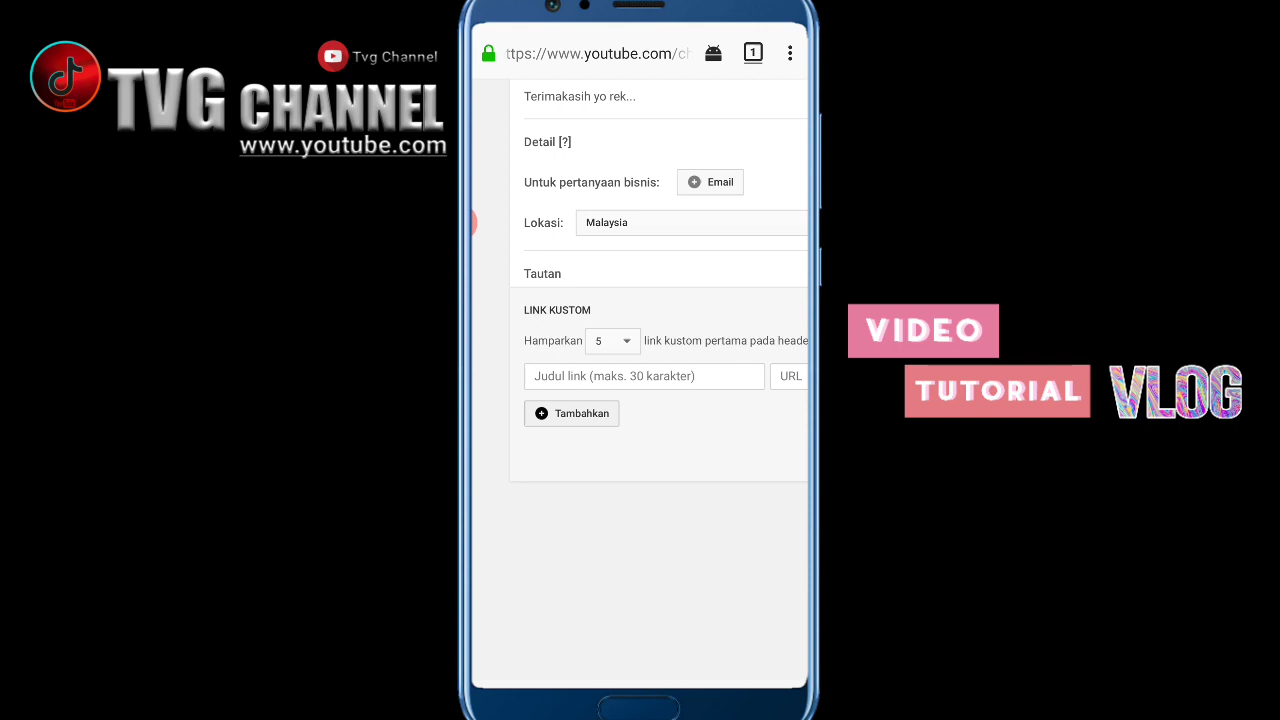 Tvg Channel
TVG CHANNEL
www.youtube.com
ttps://www.youtube.com/ch
1
Terimakasih yo rek...
Detail [?]
Untuk pertanyaan bisnis: Email
Lokasi: Malaysia
Tautan
LINK KUSTOM
Hamparkan 5 link kustom pertama pada heade
Judul link (maks. 30 karakter) URL
Tambahkan
VIDEO
TUTORIAL VLOG